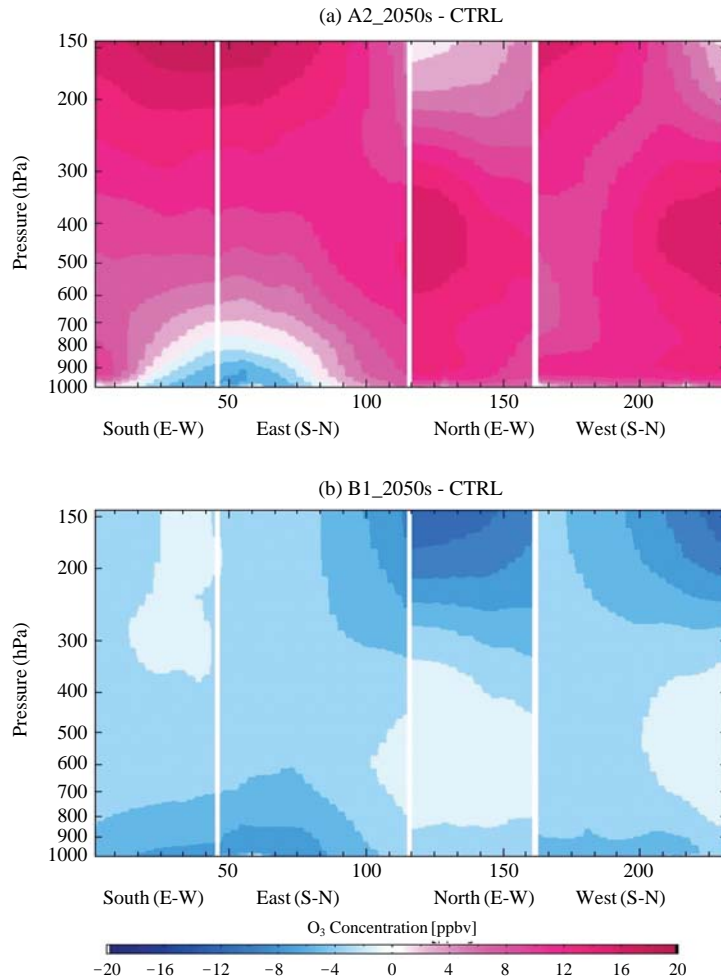 (a) A2_2050s - CTRL
150
200
300
400
500
600
700
800
900
1000
Pressure (hPa)
50 100 150 200
South (E-W) East (S-N) North (E-W) West (S-N)
(b) B1_2050s - CTRL
150
200
300
400
500
600
700
800
900
1000
Pressure (hPa)
50 100 150 200
South (E-W) East (S-N) North (E-W) West (S-N)
O3 Concentration [ppbv]
−20 −16 −12 −8 −4 0 4 8 12 16 20